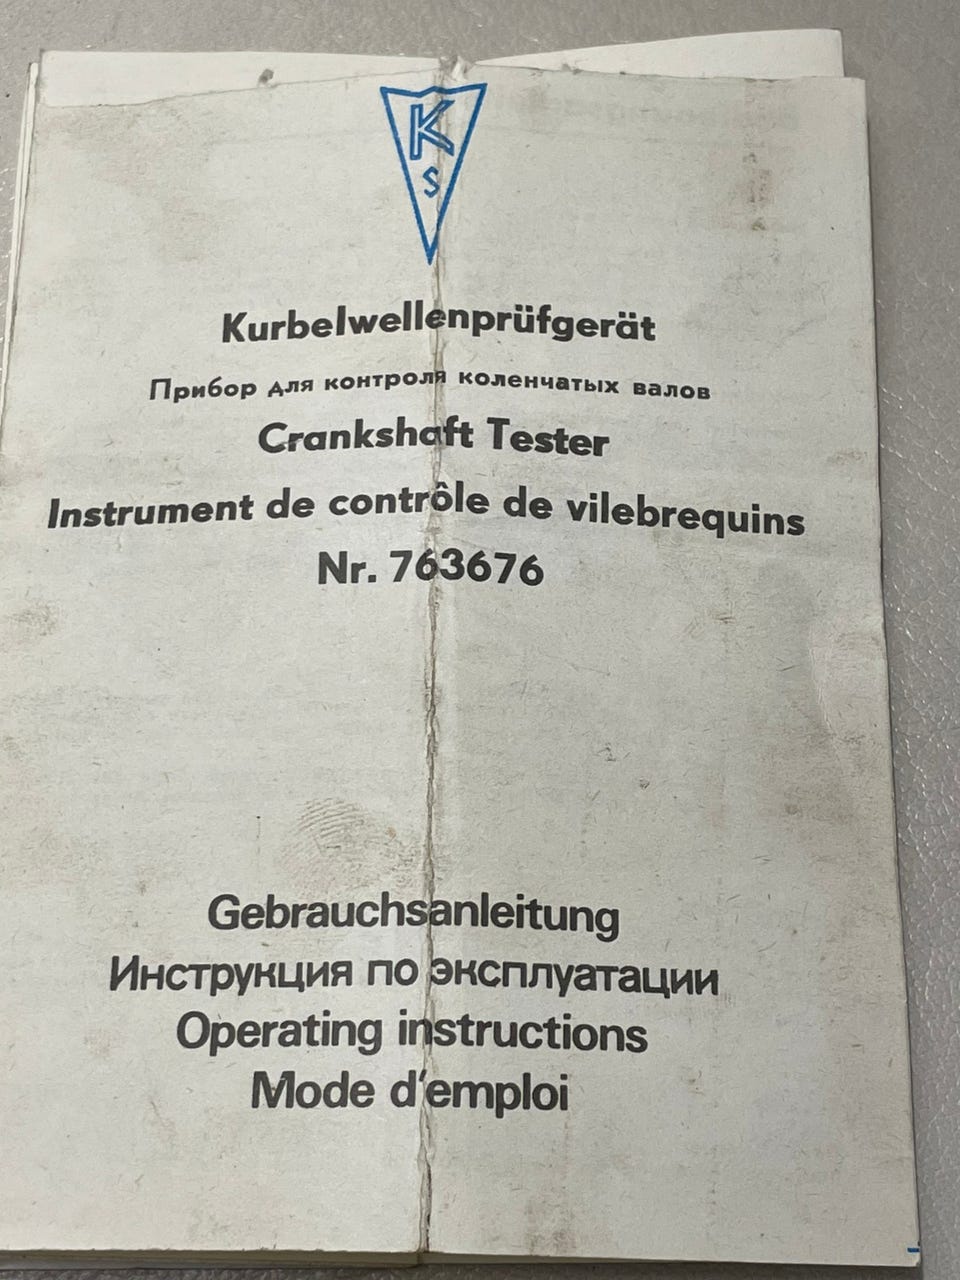 K
S
Kurbelwellenprüfgerät
Прибор для контроля коленчатых валов
Crankshaft Tester
Instrument de contrôle de vilebrequins
Nr. 763676
Gebrauchsanleitung
Инструкция по эксплуатации
Operating instructions
Mode d'emploi